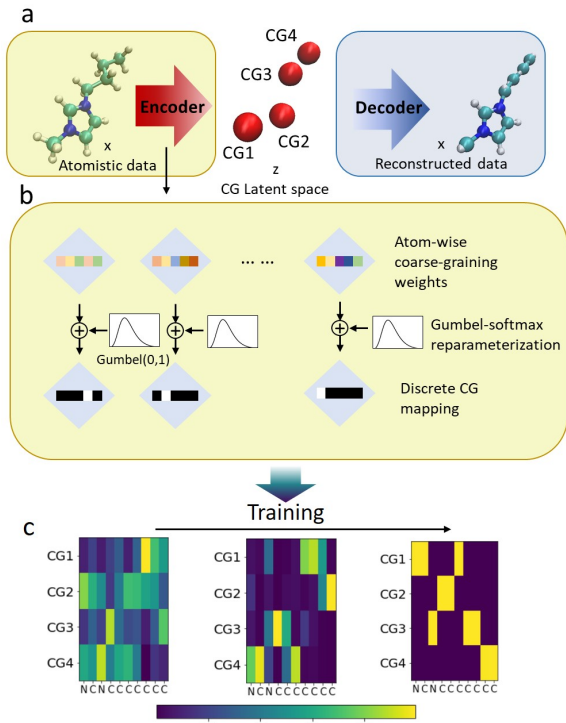 a
CG4
CG3
Encoder
Decoder
CG1
CG2
x
Atomistic data
z
CG Latent space
x
Reconstructed data
b
Atom-wise
coarse-graining
weights
... ...
Gumbel-softmax
reparameterization
Gumbel(0,1)
Discrete CG
mapping
Training
c
CG1
CG2
CG3
CG4
NCNCCCCCCC
CG1
CG2
CG3
CG4
NCNCCCCCCC
CG1
CG2
CG3
CG4
NCNCCCCCCC